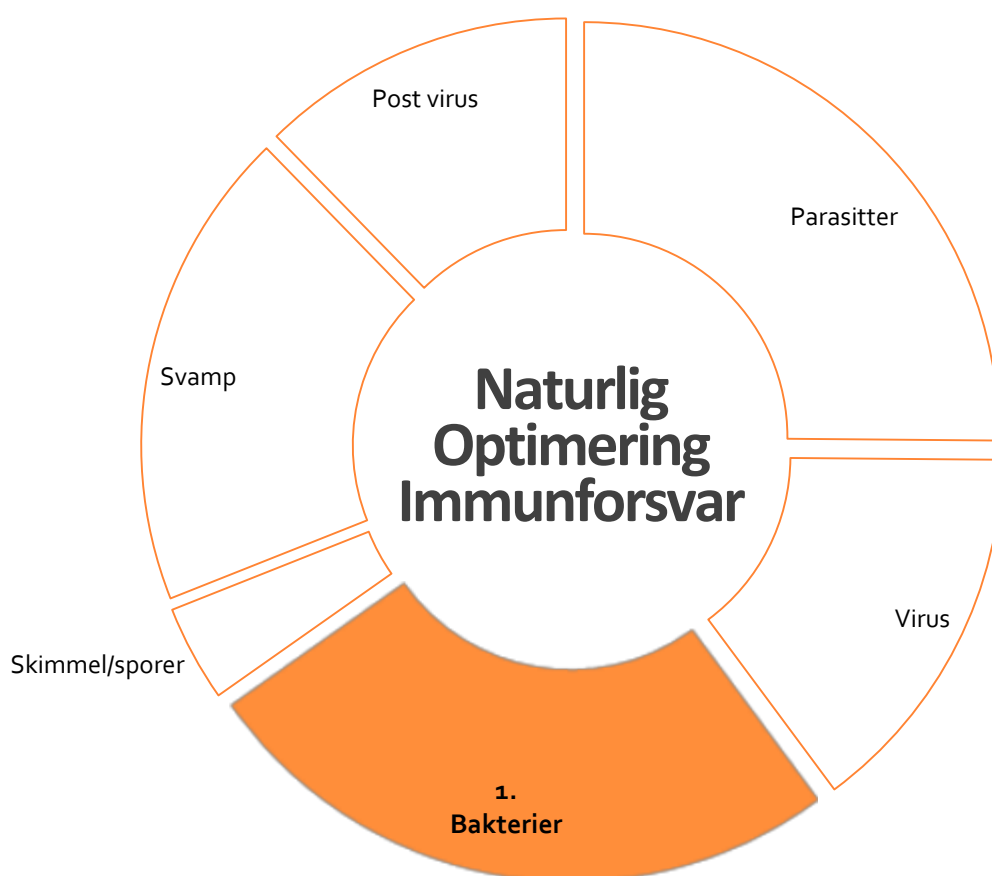 Post virus
Parasitter
Svamp
Naturlig
Optimering
Immunforsvar
Virus
Skimmel/sporer
1.
Bakterier